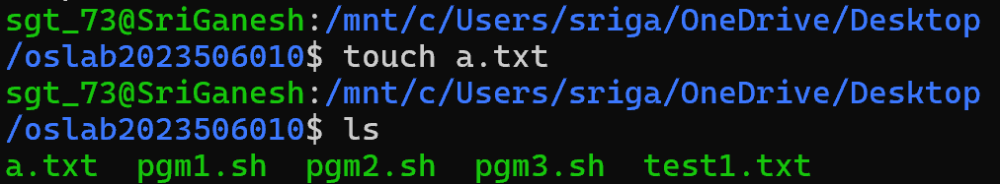 sgt_73@SriGanesh:/mnt/c/Users/sriga/OneDrive/Desktop
/oslab2023506010$ touch a.txt
sgt_73@SriGanesh:/mnt/c/Users/sriga/OneDrive/Desktop
/oslab2023506010$ ls
a.txt  pgm1.sh  pgm2.sh  pgm3.sh  test1.txt